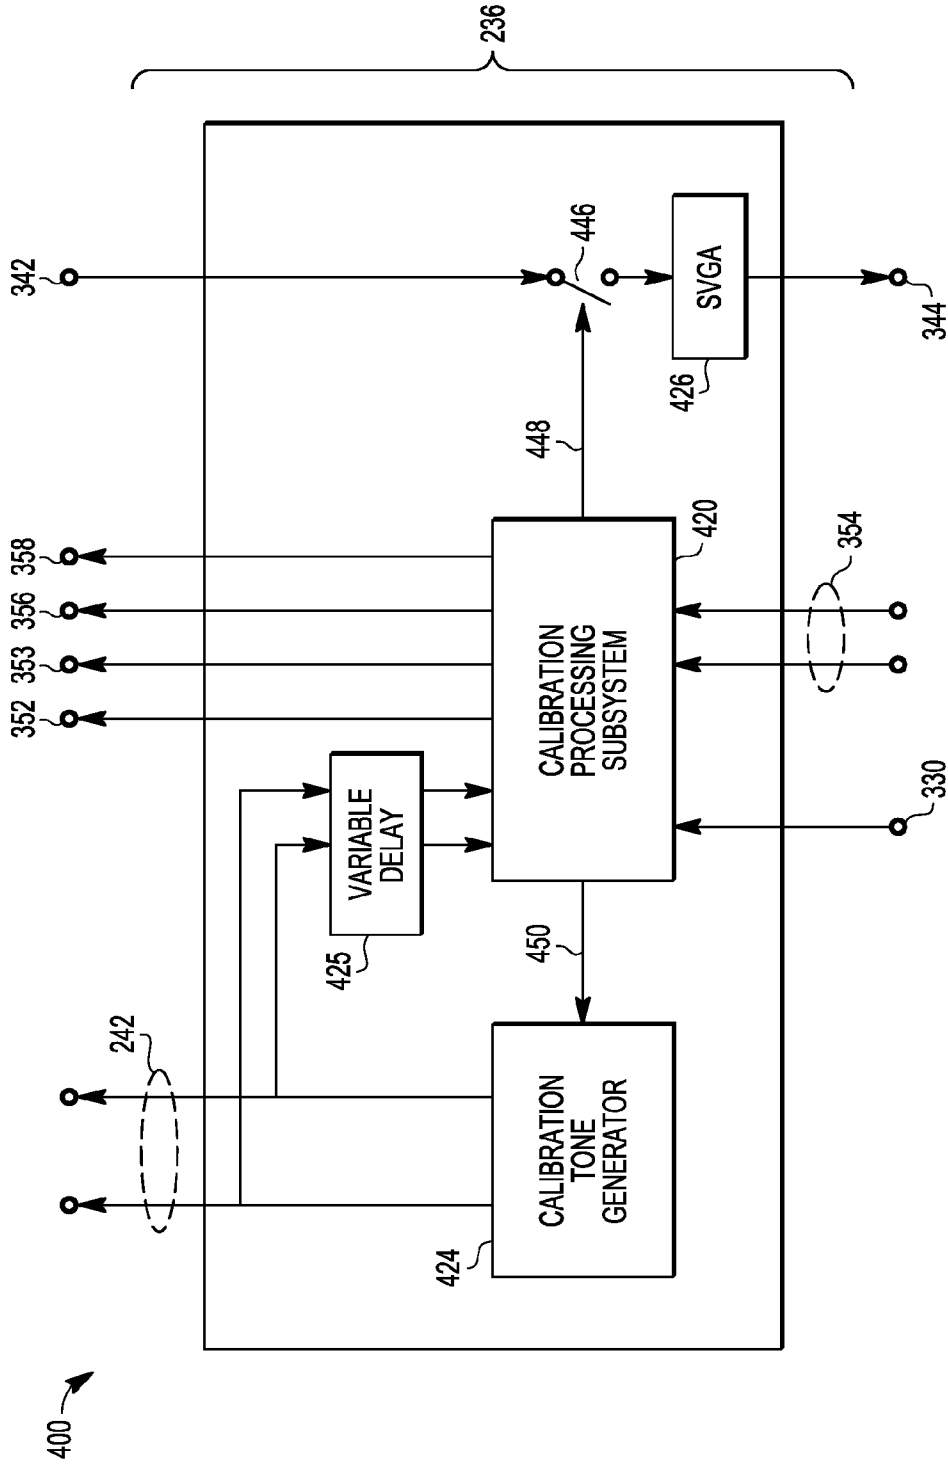 400
236
242
352
353
356
358
342
425
VARIABLE
DELAY
424
CALIBRATION
TONE
GENERATOR
450
CALIBRATION
PROCESSING
SUBSYSTEM
420
448
446
SVGA
426
330
354
344